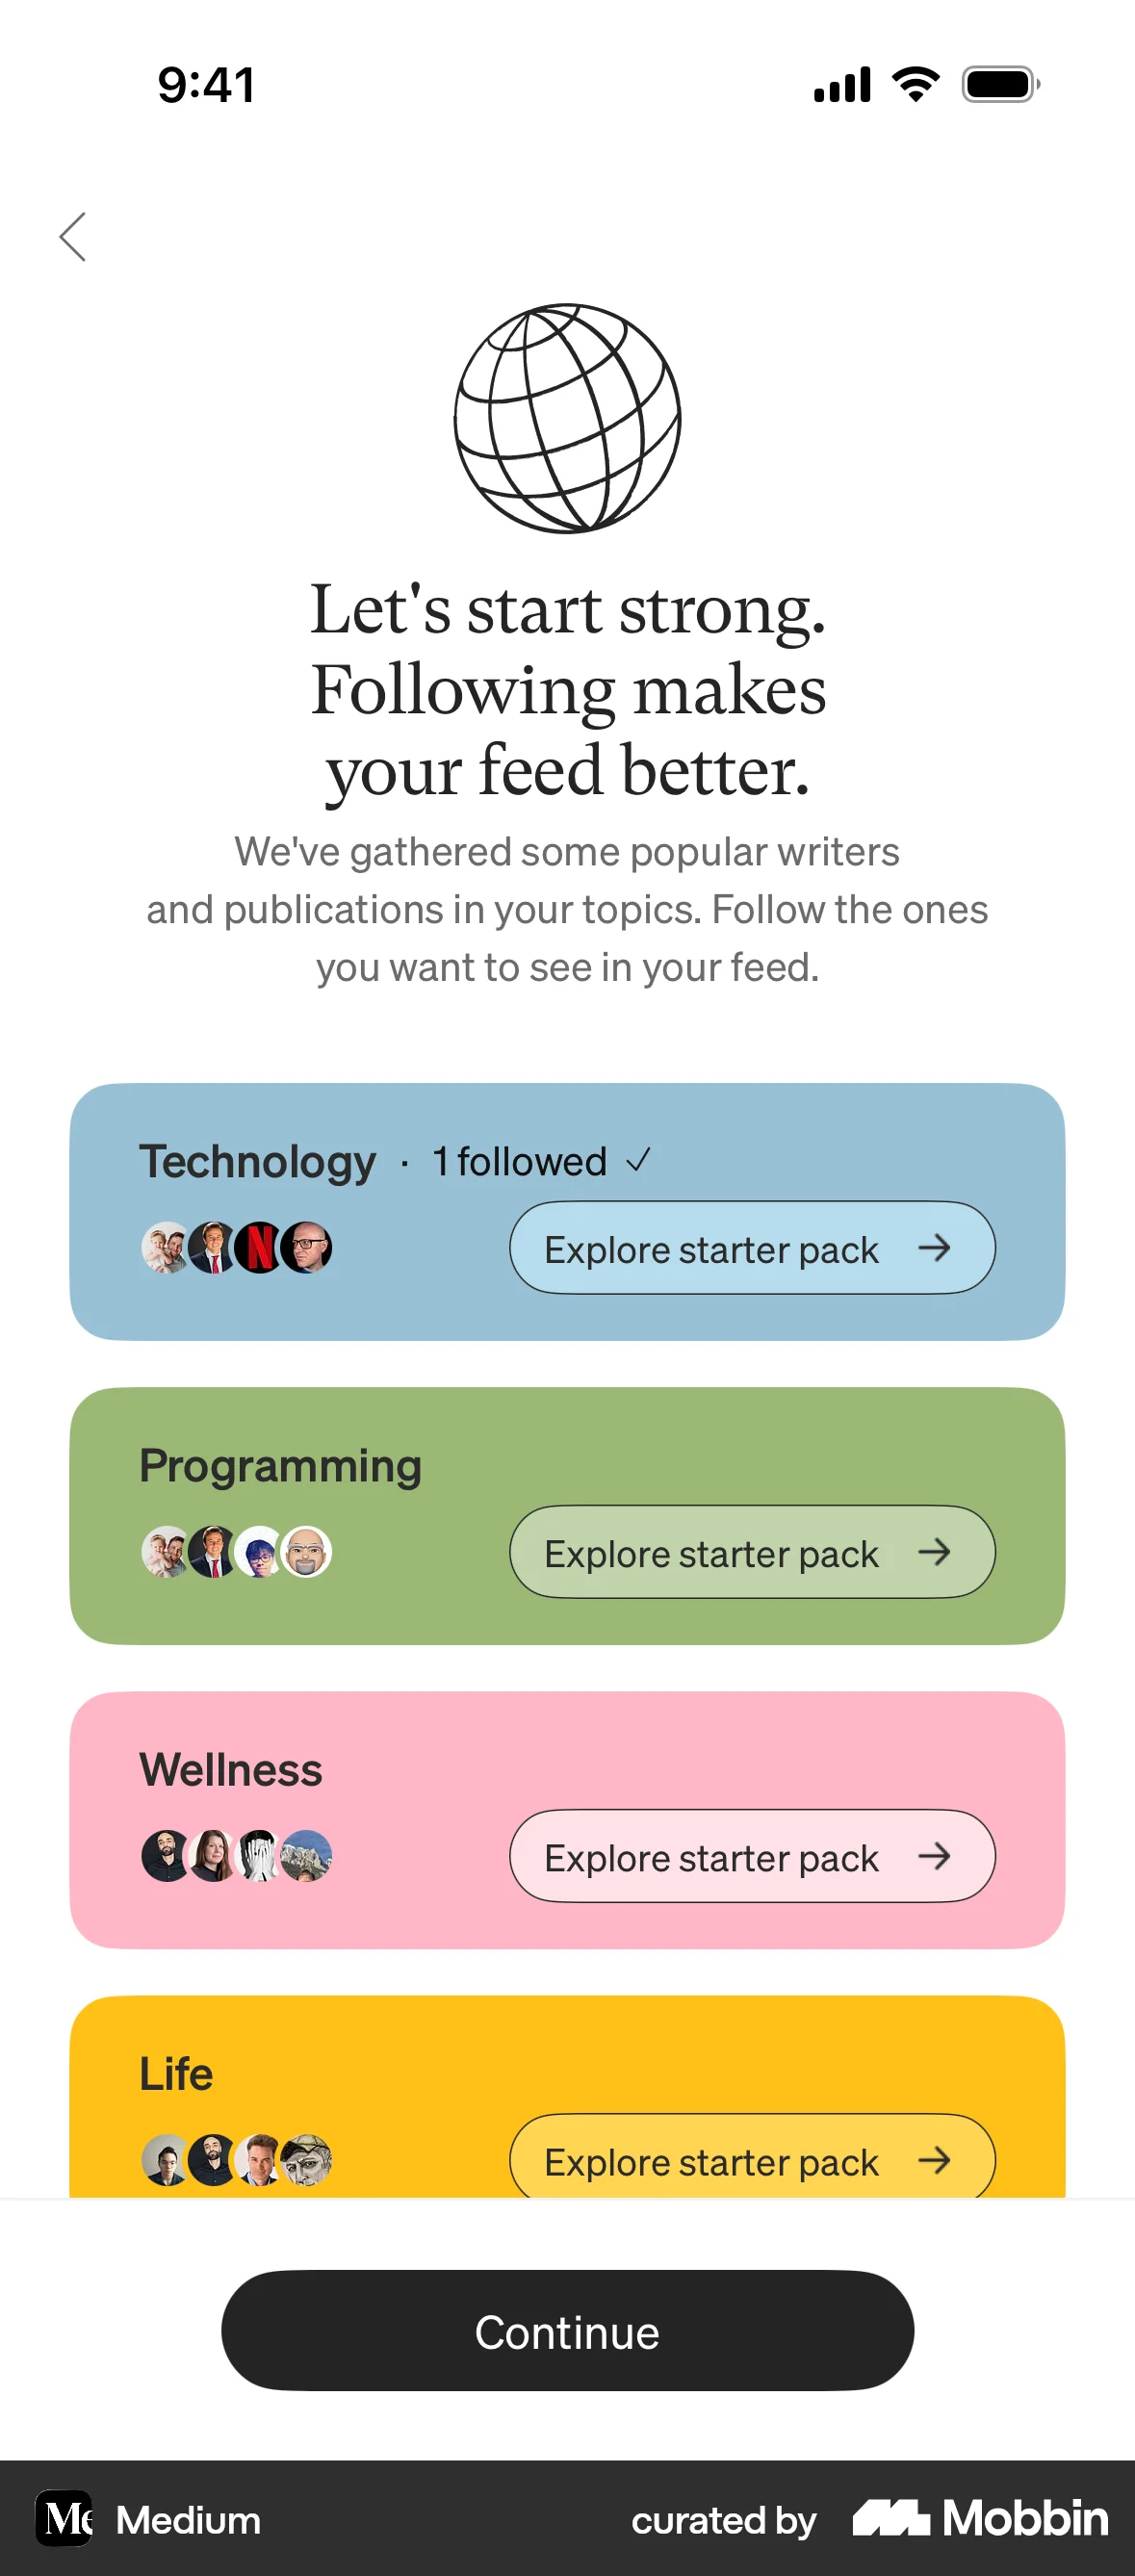 9:41
Let's start strong.
Following makes
your feed better.
We've gathered some popular writers
and publications in your topics. Follow the ones
you want to see in your feed.
Technology · 1 followed ✓
N
Explore starter pack →
Programming
Explore starter pack →
Wellness
Explore starter pack →
Life
Explore starter pack →
Continue
Me Medium curated by Mobbin